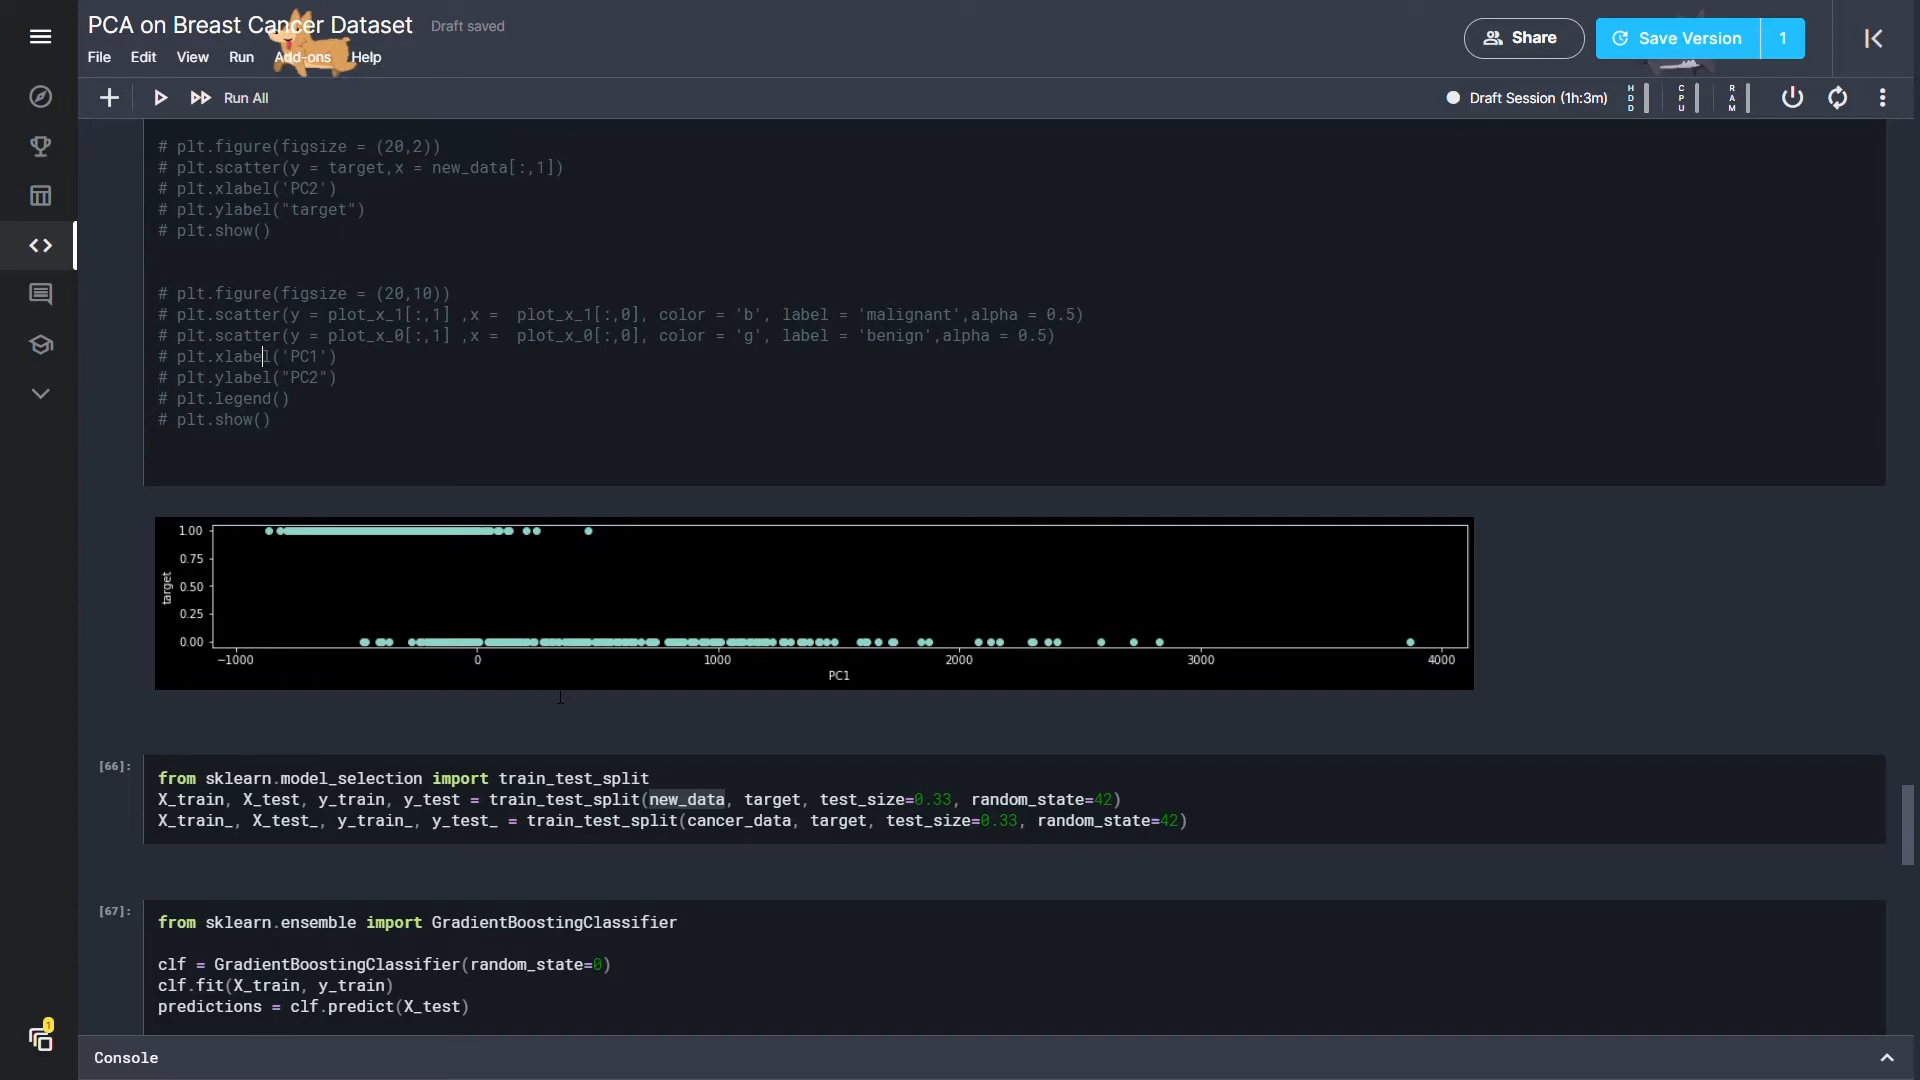 PCA on Breast Cancer Dataset
Draft saved
File Edit View Run Add-ons Help
Share
Save Version 1
Run All
Draft Session (1h:3m)
HDD
CPU
RAM
# plt.figure(figsize = (20,2))
# plt.scatter(y = target,x = new_data[:,1])
# plt.xlabel('PC2')
# plt.ylabel("target")
# plt.show()
# plt.figure(figsize = (20,10))
# plt.scatter(y = plot_x_1[:,1] ,x =  plot_x_1[:,0], color = 'b', label = 'malignant',alpha = 0.5)
# plt.scatter(y = plot_x_0[:,1] ,x =  plot_x_0[:,0], color = 'g', label = 'benign',alpha = 0.5)
# plt.xlabel('PC1')
# plt.ylabel("PC2")
# plt.legend()
# plt.show()
1.00
0.75
0.50
0.25
0.00
target
−1000 0 1000 2000 3000 4000
PC1
[66]:
from sklearn.model_selection import train_test_split
X_train, X_test, y_train, y_test = train_test_split(new_data, target, test_size=0.33, random_state=42)
X_train_, X_test_, y_train_, y_test_ = train_test_split(cancer_data, target, test_size=0.33, random_state=42)
[67]:
from sklearn.ensemble import GradientBoostingClassifier
clf = GradientBoostingClassifier(random_state=0)
clf.fit(X_train, y_train)
predictions = clf.predict(X_test)
1
Console